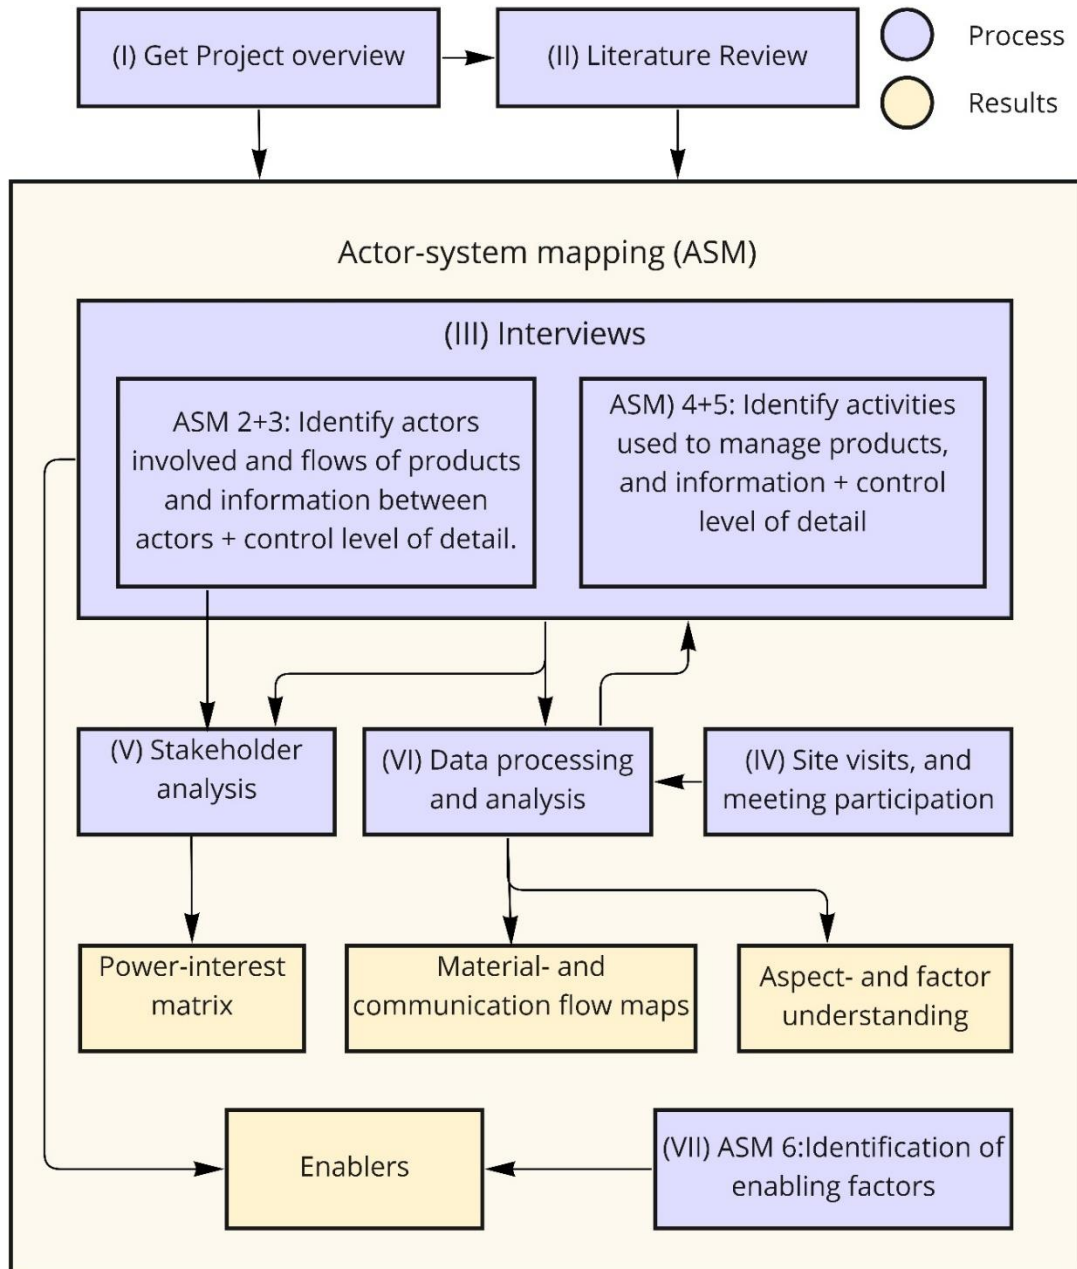 (I) Get Project overview
(II) Literature Review
Process
Results
Actor-system mapping (ASM)
(III) Interviews
ASM 2+3: Identify actors
involved and flows of products
and information between
actors + control level of detail.
ASM) 4+5: Identify activities
used to manage products,
and information + control
level of detail
(V) Stakeholder
analysis
(VI) Data processing
and analysis
(IV) Site visits, and
meeting participation
Power-interest
matrix
Material- and
communication flow maps
Aspect- and factor
understanding
Enablers
(VII) ASM 6:Identification of
enabling factors